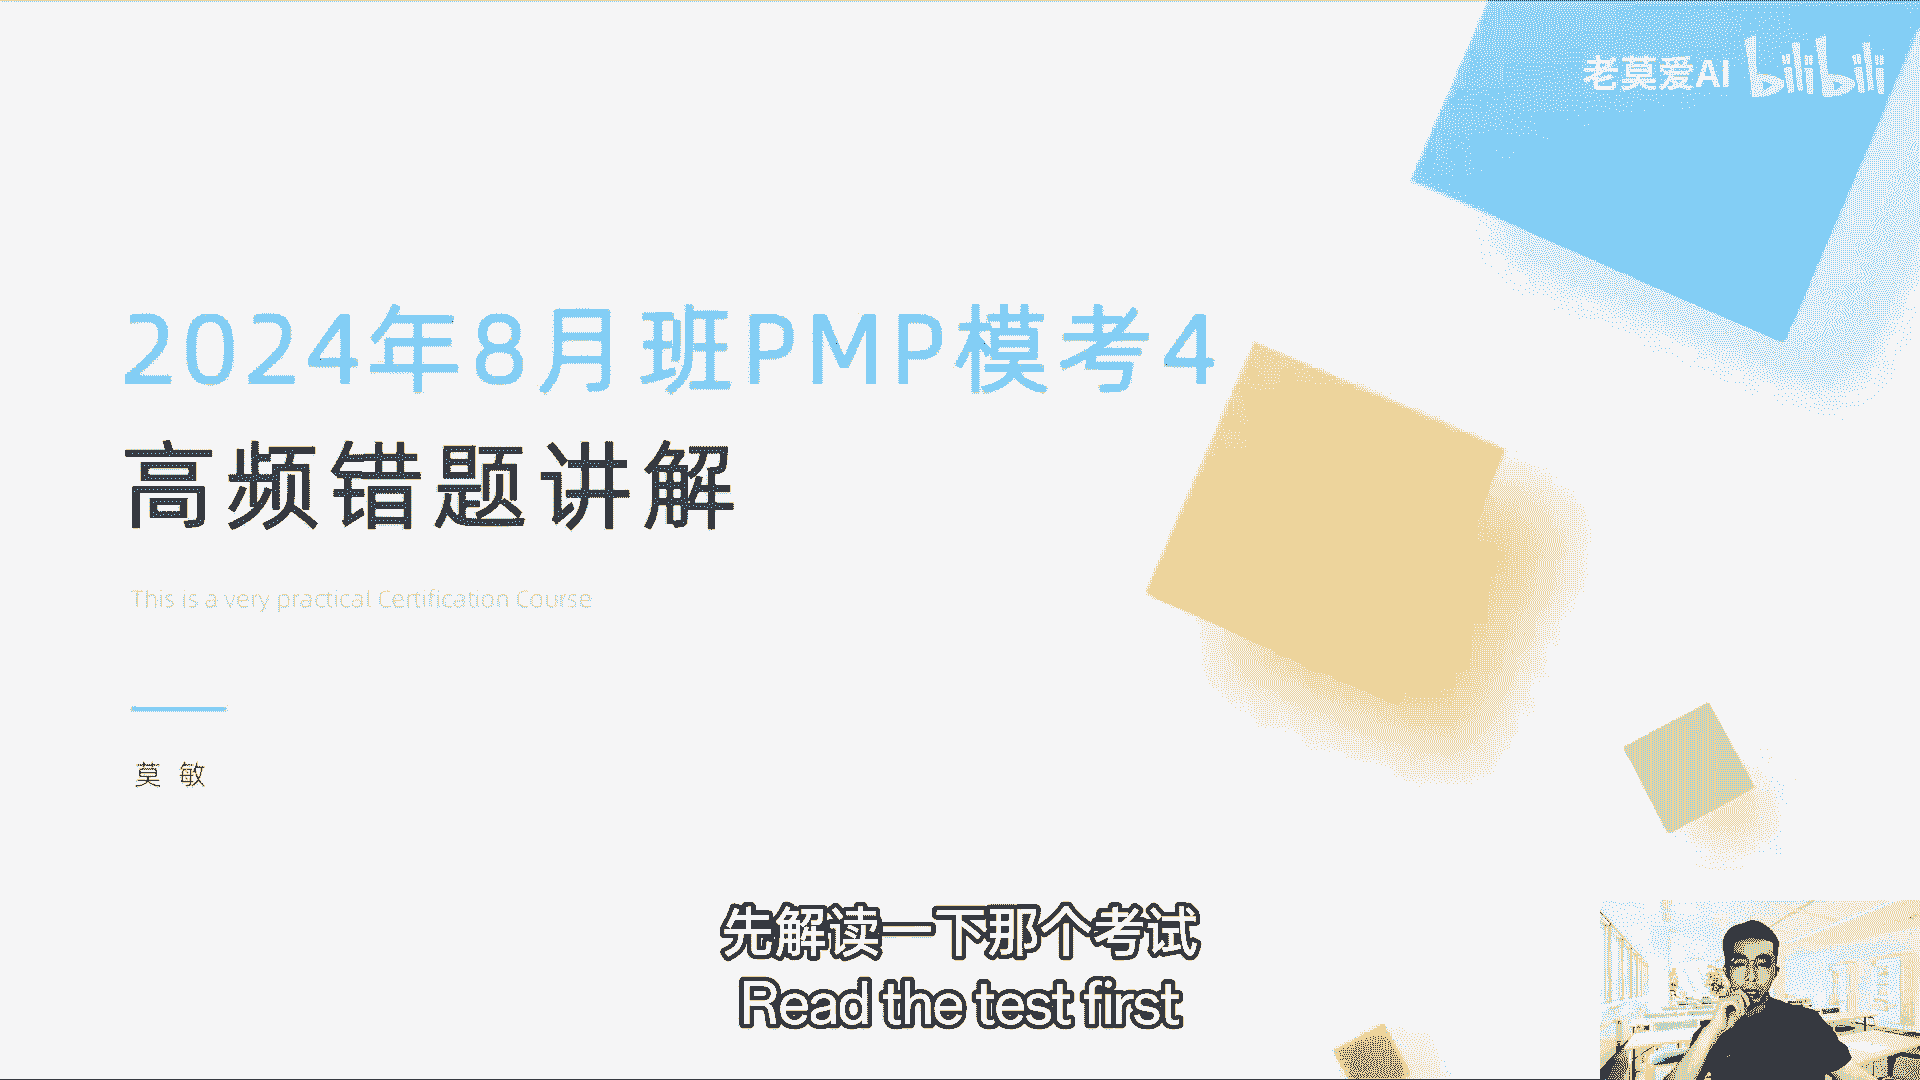 老莫爱AI bilibili
2024年8月班PMP模考4
高频错题讲解
This is a very practical Certification Course
莫 敏
先解读一下那个考试
Read the test first